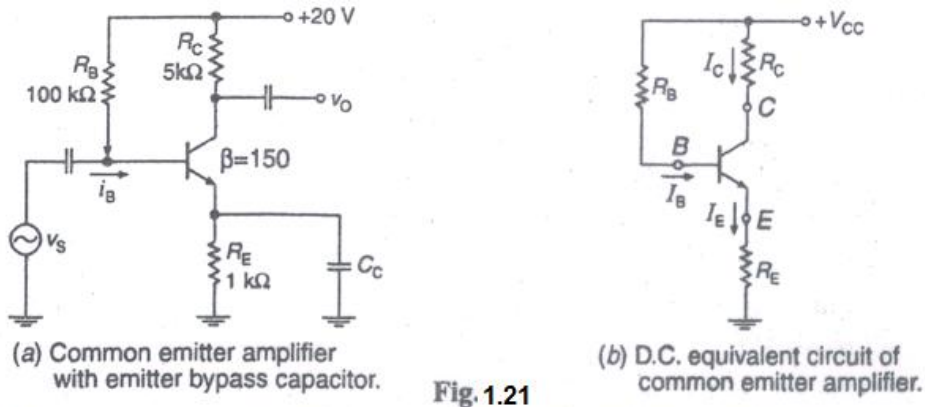 +20 V
R_C
5kΩ
R_B
100 kΩ
v_O
β=150
i_B
v_S
R_E
1 kΩ
C_C
(a) Common emitter amplifier
with emitter bypass capacitor.
+V_CC
I_C
R_C
R_B
C
B
I_B
I_E
E
R_E
(b) D.C. equivalent circuit of
common emitter amplifier.
Fig. 1.21